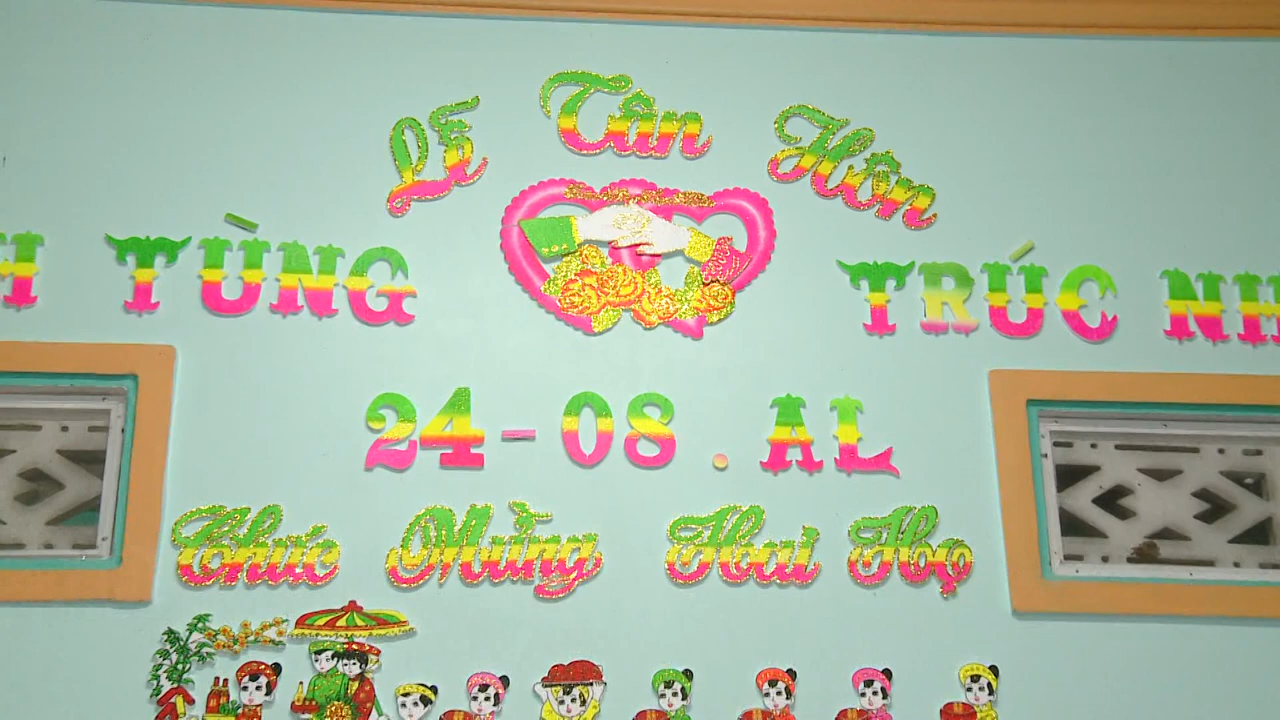 Lễ Tân Hôn
TÙNG TRÚC
24-08.AL
Chúc Mừng Hai Họ